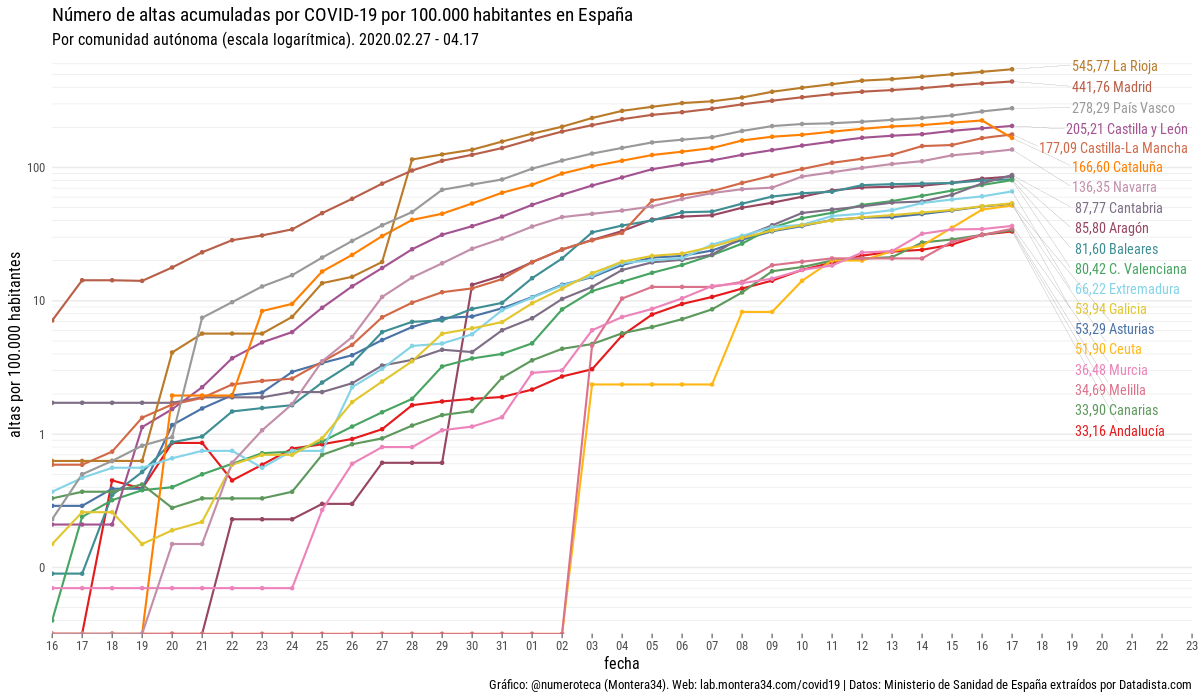 Número de altas acumuladas por COVID-19 por 100.000 habitantes en España
Por comunidad autónoma (escala logarítmica). 2020.02.27 - 04.17
altas por 100.000 habitantes
100
10
1
0
545,77 La Rioja
441,76 Madrid
278,29 País Vasco
205,21 Castilla y León
177,09 Castilla-La Mancha
166,60 Cataluña
136,35 Navarra
87,77 Cantabria
85,80 Aragón
81,60 Baleares
80,42 C. Valenciana
66,22 Extremadura
53,94 Galicia
53,29 Asturias
51,90 Ceuta
36,48 Murcia
34,69 Melilla
33,90 Canarias
33,16 Andalucía
16 17 18 19 20 21 22 23 24 25 26 27 28 29 30 31 01 02 03 04 05 06 07 08 09 10 11 12 13 14 15 16 17 18 19 20 21 22 23
fecha
Gráfico: @numeroteca (Montera34). Web: lab.montera34.com/covid19 | Datos: Ministerio de Sanidad de España extraídos por Datadista.com